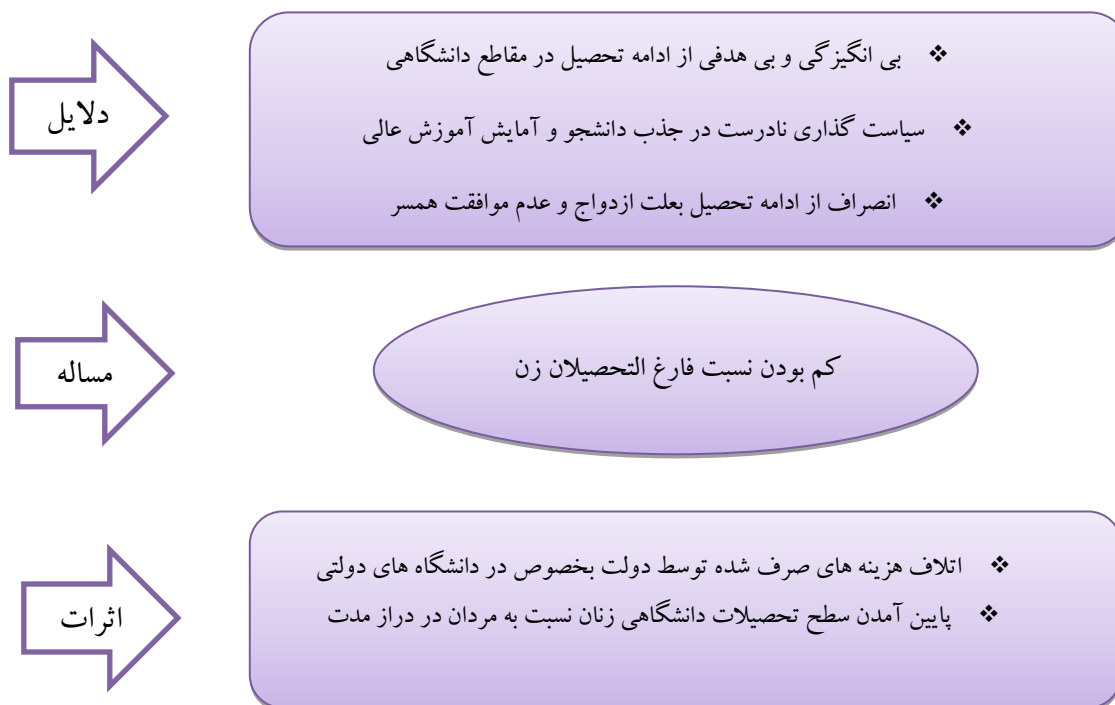 دلایل
❖ بی انگیزگی و بی هدفی از ادامه تحصیل در مقاطع دانشگاهی
❖ سیاست گذاری نادرست در جذب دانشجو و آمایش آموزش عالی
❖ انصراف از ادامه تحصیل بعلت ازدواج و عدم موافقت همسر
مساله
کم بودن نسبت فارغ التحصیلان زن
اثرات
❖ اتلاف هزینه های صرف شده توسط دولت بخصوص در دانشگاه های دولتی
❖ پایین آمدن سطح تحصیلات دانشگاهی زنان نسبت به مردان در دراز مدت